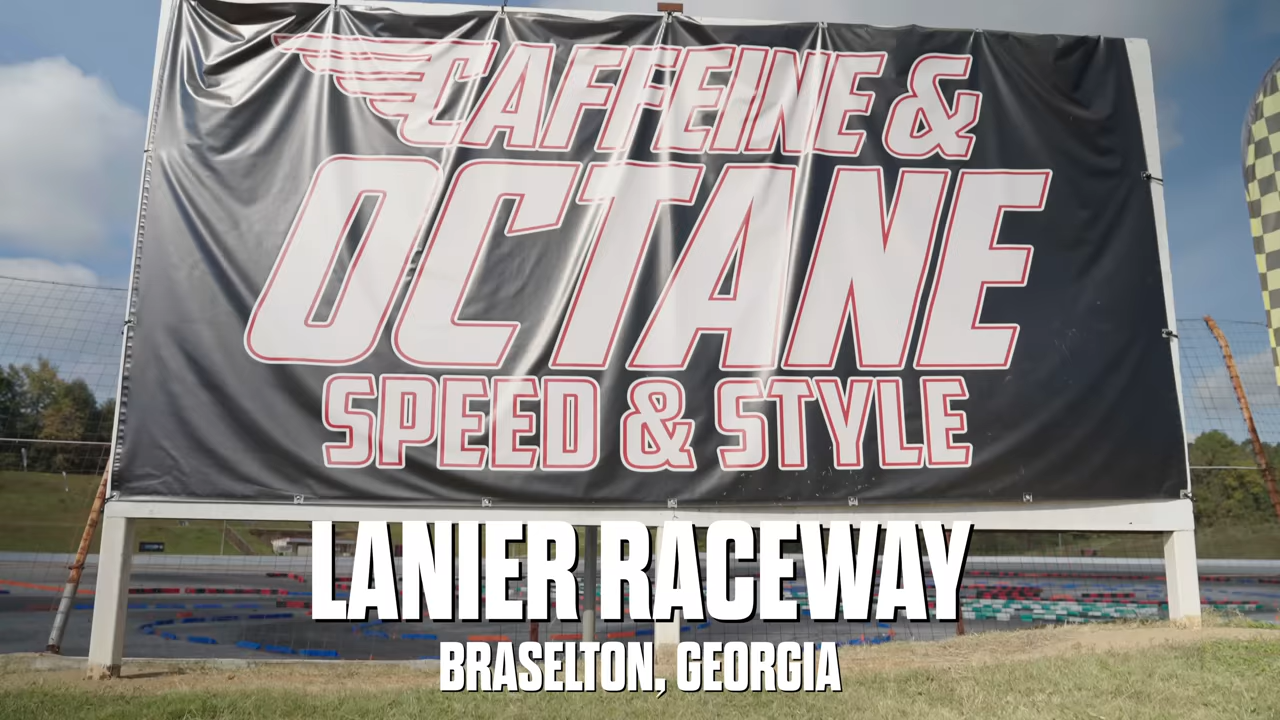 CAFFEINE &
OCTANE
SPEED & STYLE
LANIER RACEWAY
BRASELTON, GEORGIA